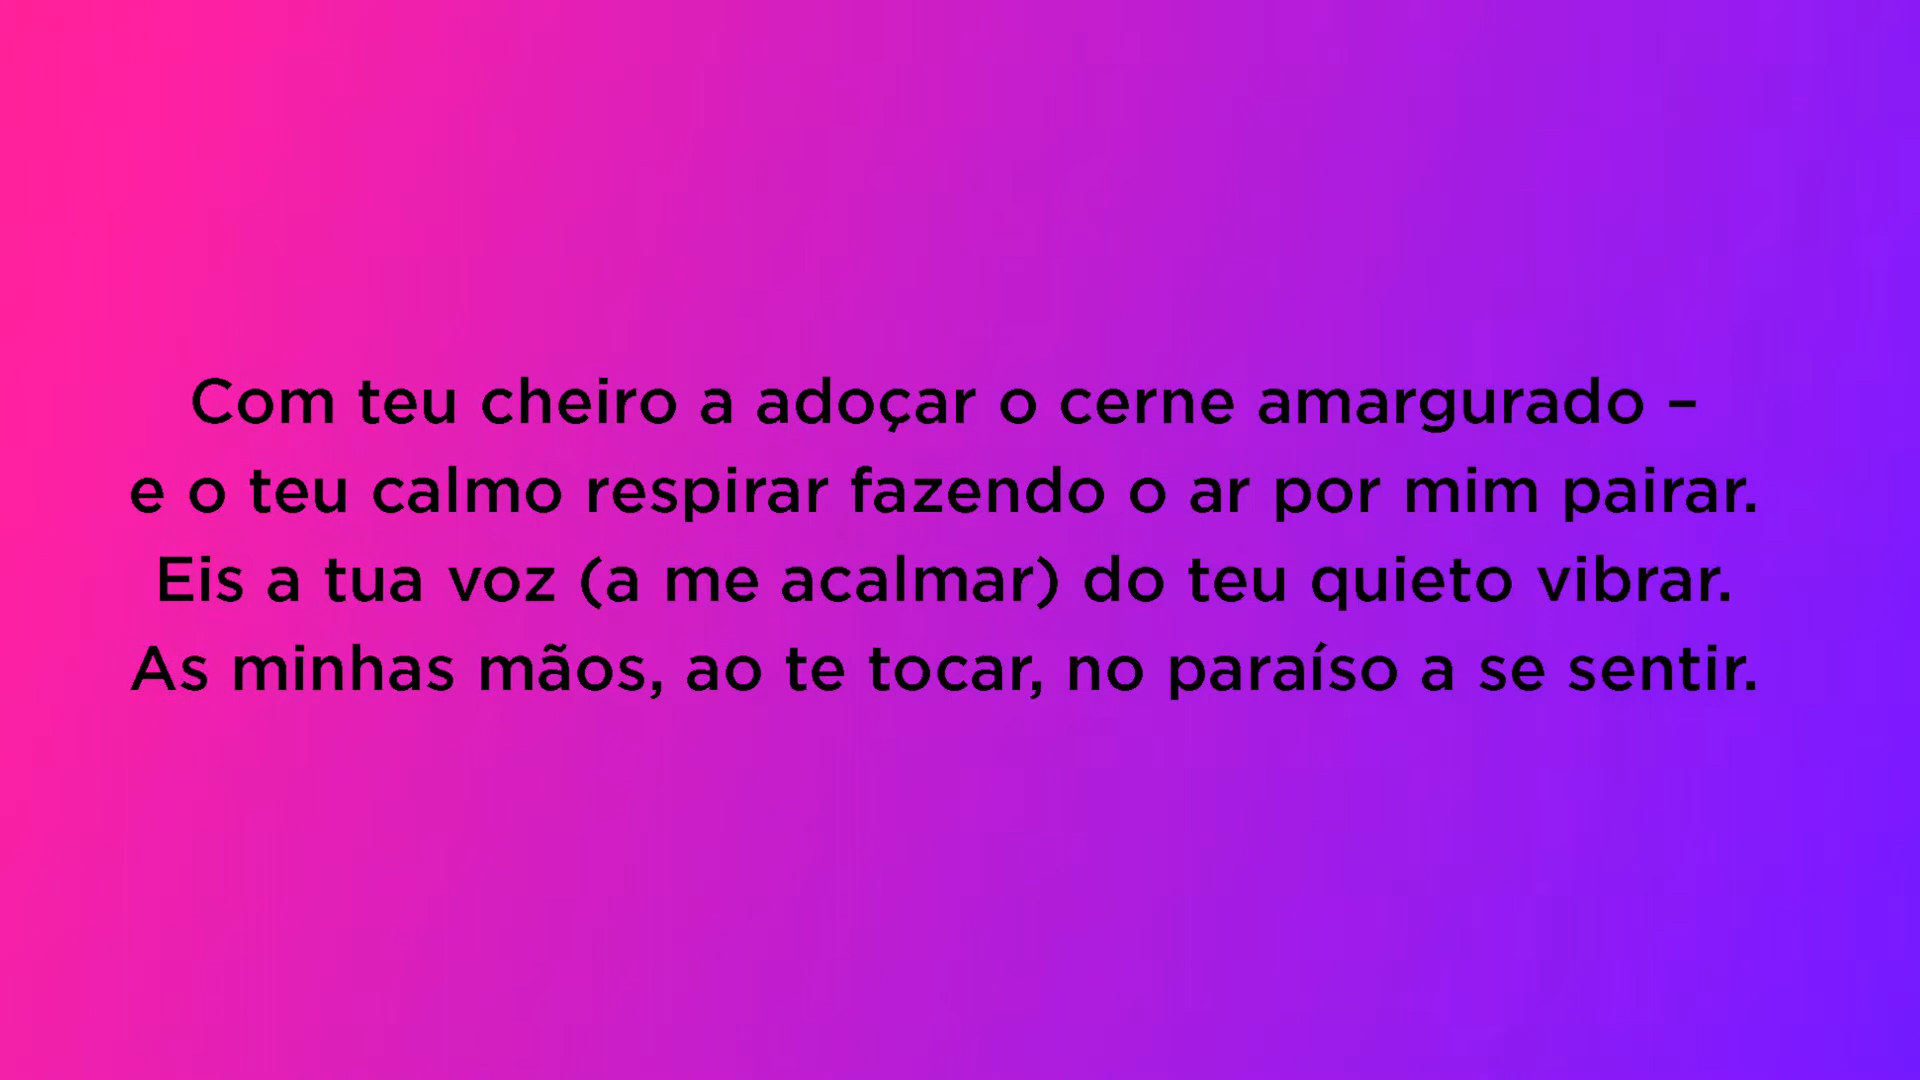 Com teu cheiro a adoçar o cerne amargurado –
e o teu calmo respirar fazendo o ar por mim pairar.
Eis a tua voz (a me acalmar) do teu quieto vibrar.
As minhas mãos, ao te tocar, no paraíso a se sentir.